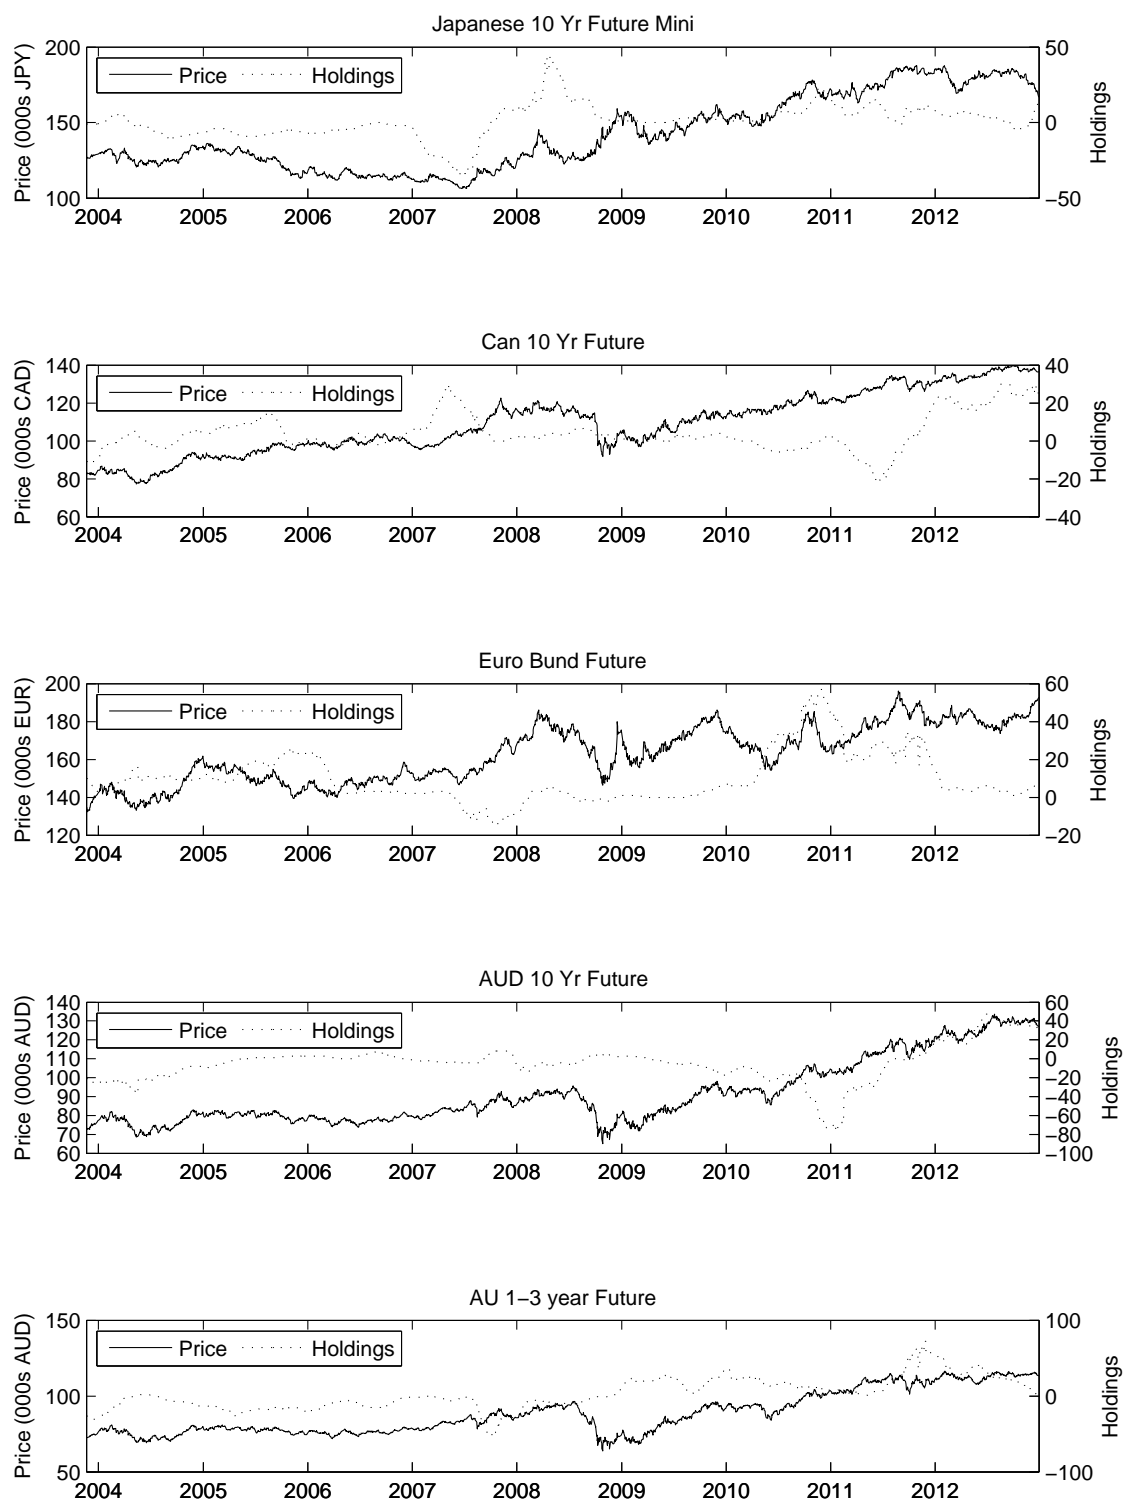 Japanese 10 Yr Future Mini
Price (000s JPY)
200
150
100
Price Holdings
50
0
−50
Holdings
2004 2005 2006 2007 2008 2009 2010 2011 2012
Can 10 Yr Future
Price (000s CAD)
140
120
100
80
60
Price Holdings
40
20
0
−20
−40
Holdings
2004 2005 2006 2007 2008 2009 2010 2011 2012
Euro Bund Future
Price (000s EUR)
200
180
160
140
120
Price Holdings
60
40
20
0
−20
Holdings
2004 2005 2006 2007 2008 2009 2010 2011 2012
AUD 10 Yr Future
Price (000s AUD)
140
130
120
110
100
90
80
70
60
Price Holdings
60
40
20
0
−20
−40
−60
−80
−100
Holdings
2004 2005 2006 2007 2008 2009 2010 2011 2012
AU 1−3 year Future
Price (000s AUD)
150
100
50
Price Holdings
100
0
−100
Holdings
2004 2005 2006 2007 2008 2009 2010 2011 2012